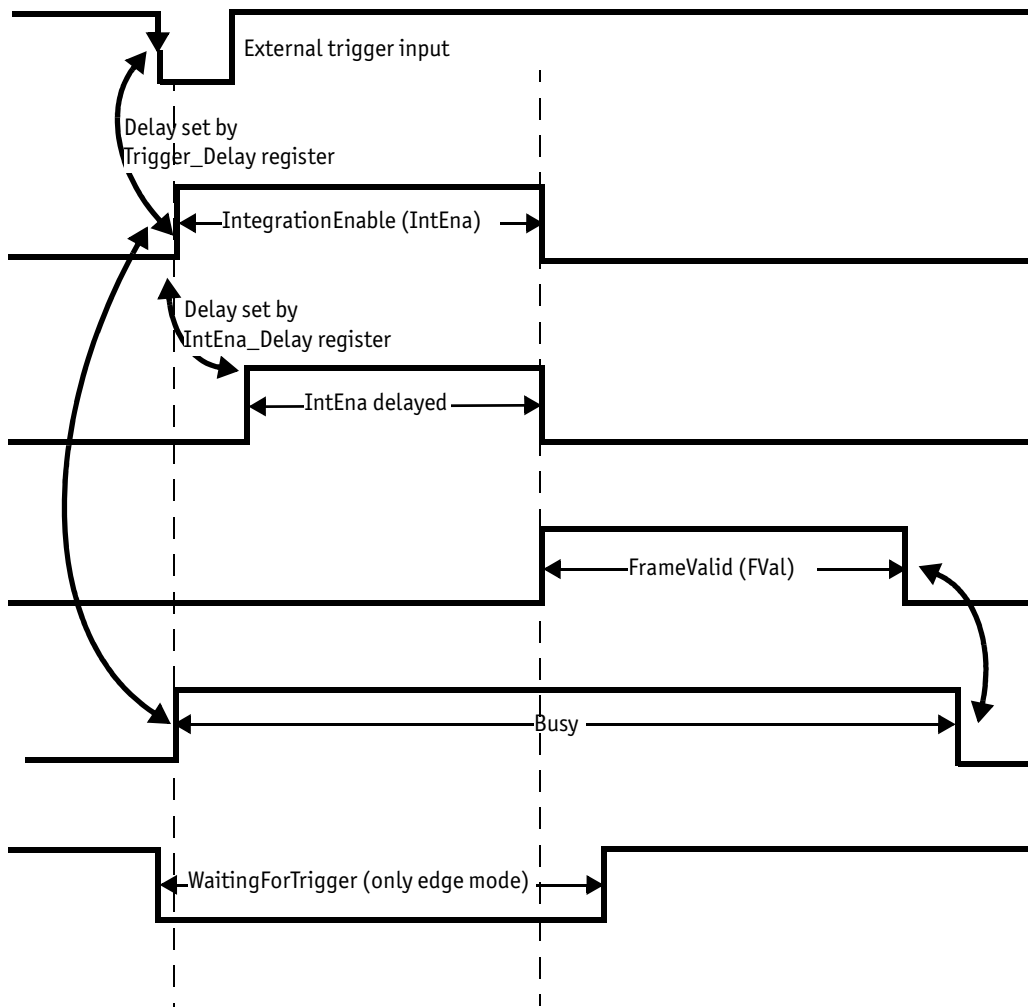 External trigger input
Delay set by
Trigger_Delay register
IntegrationEnable (IntEna)
Delay set by
IntEna_Delay register
IntEna delayed
FrameValid (FVal)
Busy
WaitingForTrigger (only edge mode)